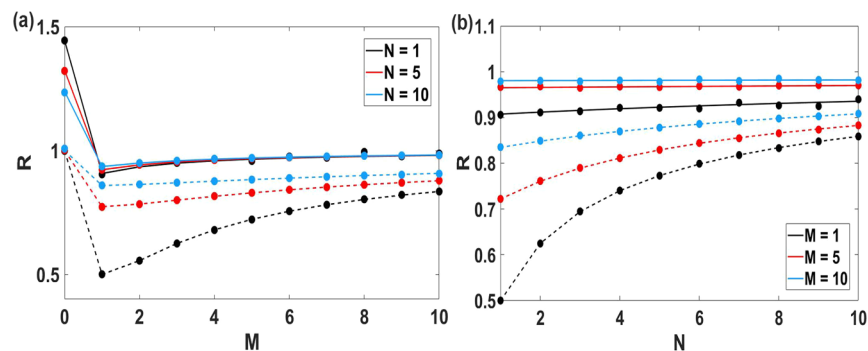 (a)
1.5
1
0.5
R
0 2 4 6 8 10
M
N = 1
N = 5
N = 10
(b)
1.1
1
0.9
0.8
0.7
0.6
0.5
R
2 4 6 8 10
N
M = 1
M = 5
M = 10